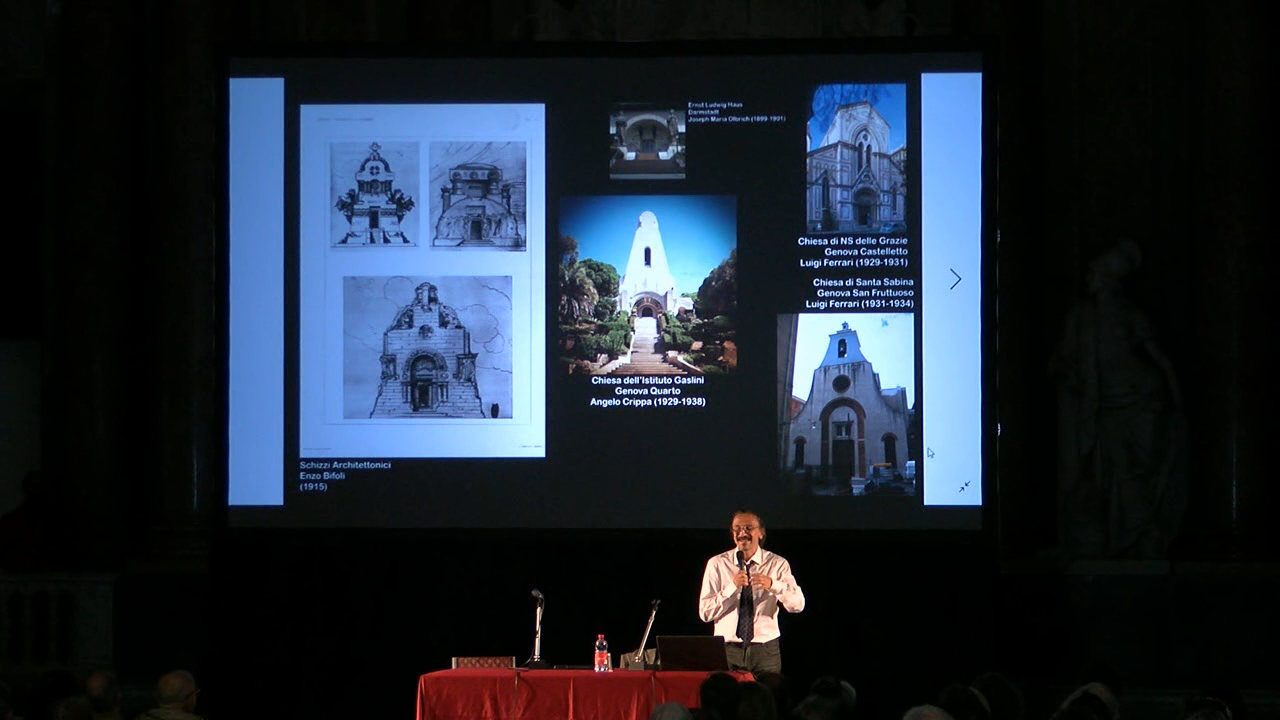 Schizzi Architettonici
Enzo Bifoli
(1915)
Ernst Ludwig Haus
Darmstadt
Joseph Maria Olbrich (1899-1901)
Chiesa dell'Istituto Gaslini
Genova Quarto
Angelo Crippa (1929-1938)
Chiesa di NS delle Grazie
Genova Castelletto
Luigi Ferrari (1929-1931)
Chiesa di Santa Sabina
Genova San Fruttuoso
Luigi Ferrari (1931-1934)